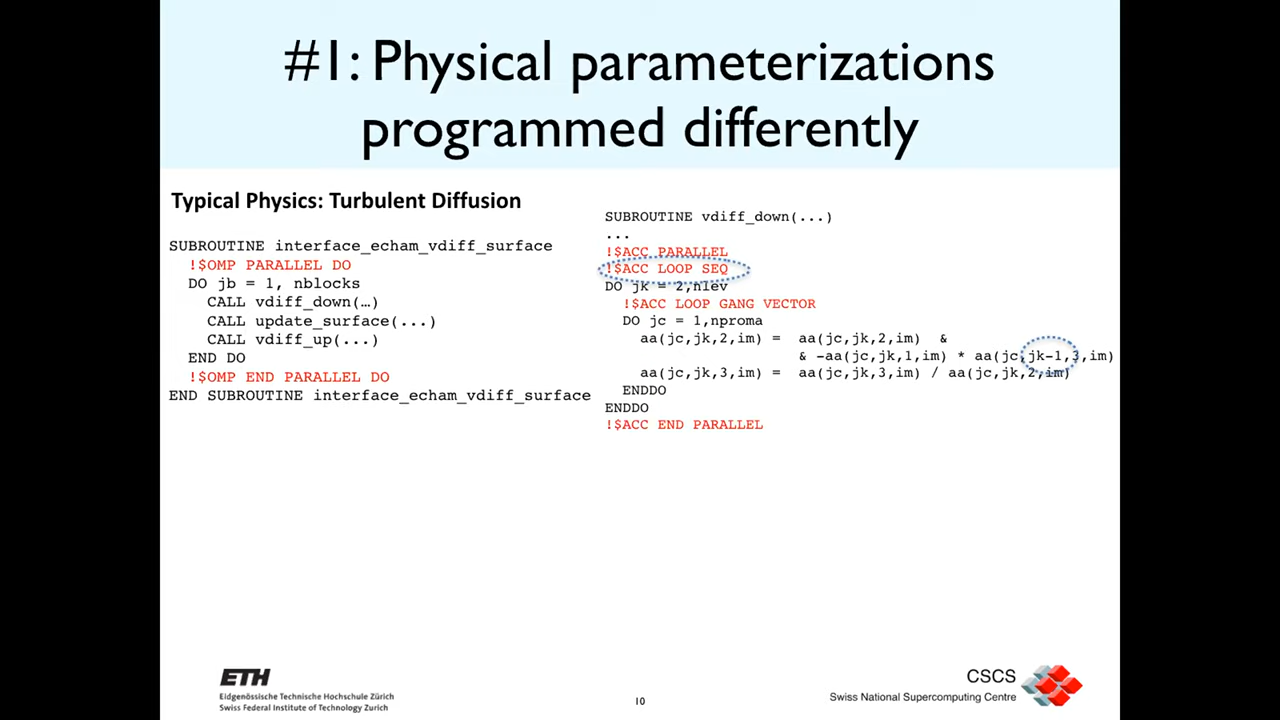 #1: Physical parameterizations
programmed differently
Typical Physics: Turbulent Diffusion
SUBROUTINE interface_echam_vdiff_surface
!$OMP PARALLEL DO
DO jb = 1, nblocks
CALL vdiff_down(…)
CALL update_surface(...)
CALL vdiff_up(...)
END DO
!$OMP END PARALLEL DO
END SUBROUTINE interface_echam_vdiff_surface
SUBROUTINE vdiff_down(...)
...
!$ACC PARALLEL
!$ACC LOOP SEQ
DO jk = 2,nlev
!$ACC LOOP GANG VECTOR
DO jc = 1,nproma
aa(jc,jk,2,im) = aa(jc,jk,2,im) &
& -aa(jc,jk,1,im) * aa(jc,jk-1,3,im)
aa(jc,jk,3,im) = aa(jc,jk,3,im) / aa(jc,jk,2,im)
ENDDO
ENDDO
!$ACC END PARALLEL
ETH
Eidgenössische Technische Hochschule Zürich
Swiss Federal Institute of Technology Zurich
10
CSCS
Swiss National Supercomputing Centre